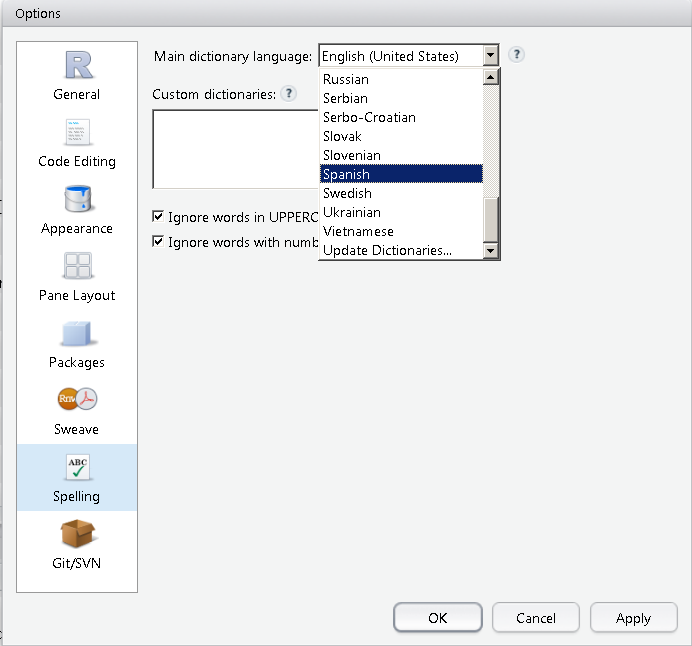 Options
General
Code Editing
Appearance
Pane Layout
Packages
Rnw
Sweave
ABC
Spelling
Git/SVN
Main dictionary language: English (United States) ?
Custom dictionaries: ?
Russian
Serbian
Serbo-Croatian
Slovak
Slovenian
Spanish
Swedish
Ukrainian
Vietnamese
Update Dictionaries...
Ignore words in UPPERC
Ignore words with numb
OK Cancel Apply